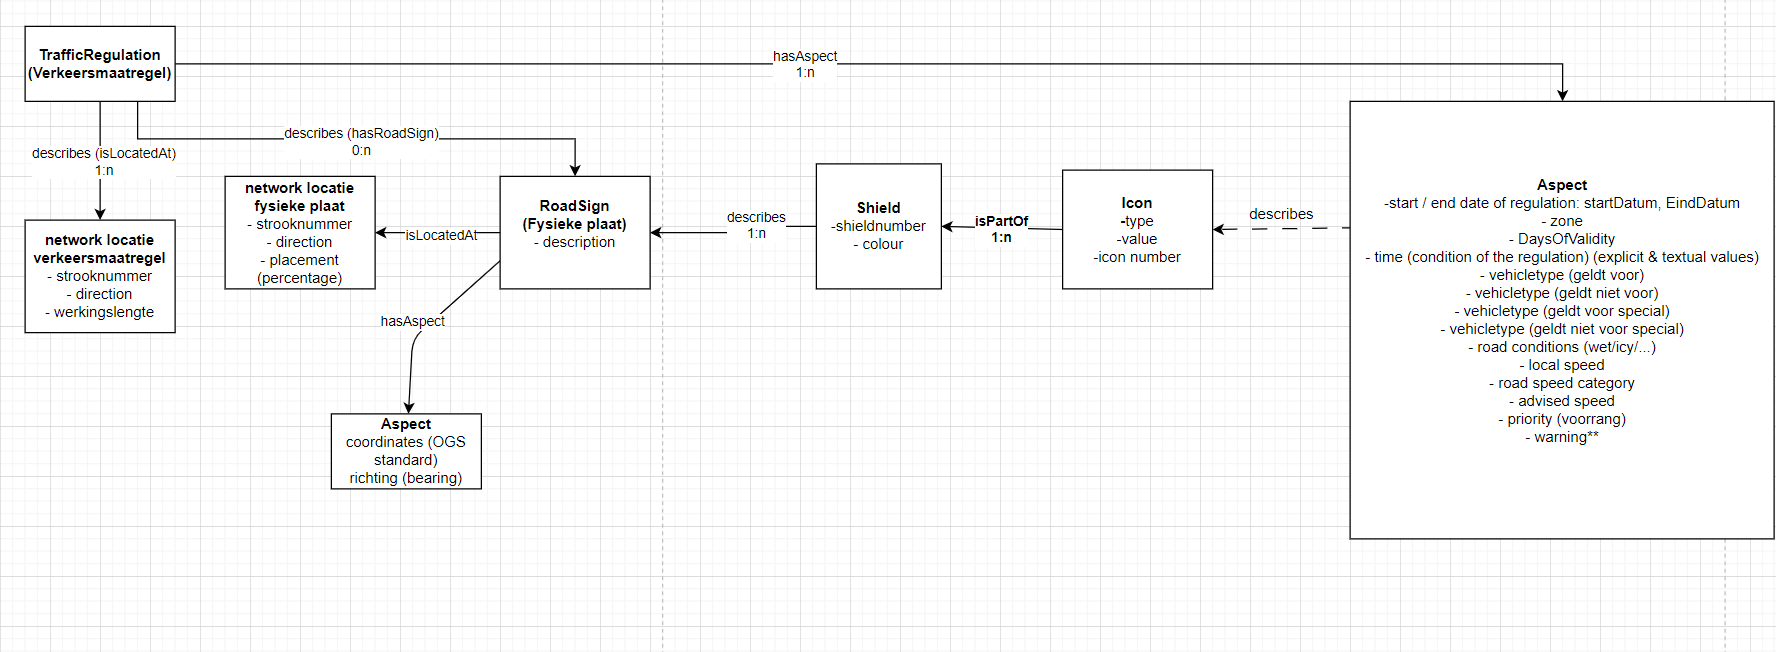 TrafficRegulation
(Verkeersmaatregel)
hasAspect
1:n
describes (hasRoadSign)
0:n
describes (isLocatedAt)
1:n
network locatie
verkeersmaatregel
- strooknummer
- direction
- werkingslengte
network locatie
fysieke plaat
- strooknummer
- direction
- placement
(percentage)
isLocatedAt
RoadSign
(Fysieke plaat)
- description
hasAspect
Aspect
coordinates (OGS
standard)
richting (bearing)
describes
1:n
Shield
-shieldnumber
- colour
isPartOf
1:n
Icon
-type
-value
-icon number
describes
Aspect
-start / end date of regulation: startDatum, EindDatum
- zone
- DaysOfValidity
- time (condition of the regulation) (explicit & textual values)
- vehicletype (geldt voor)
- vehicletype (geldt niet voor)
- vehicletype (geldt voor special)
- vehicletype (geldt niet voor special)
- road conditions (wet/icy/...)
- local speed
- road speed category
- advised speed
- priority (voorrang)
- warning**